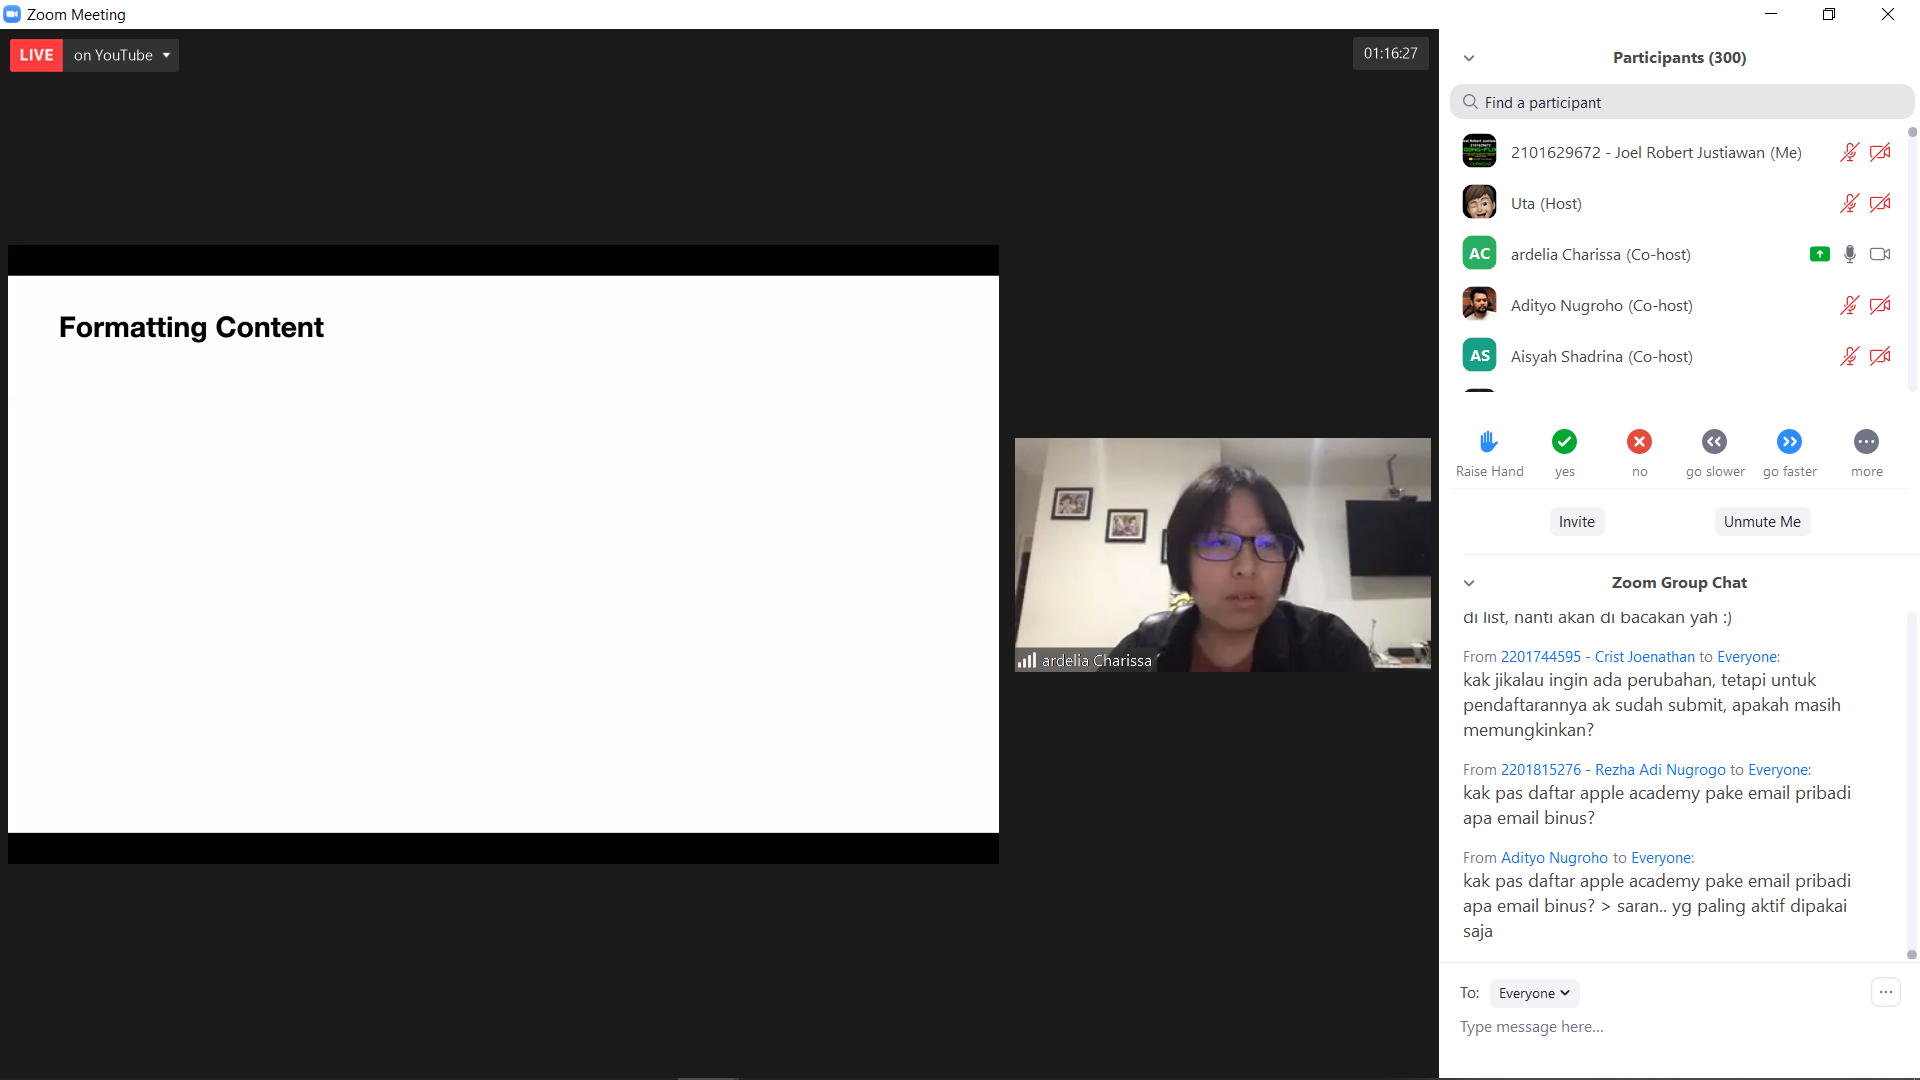 Zoom Meeting
LIVE on YouTube
01:16:27
Formatting Content
ardelia Charissa
Participants (300)
Find a participant
2101629672 - Joel Robert Justiawan (Me)
Uta (Host)
AC ardelia Charissa (Co-host)
Adityo Nugroho (Co-host)
AS Aisyah Shadrina (Co-host)
Raise Hand yes no go slower go faster more
Invite Unmute Me
Zoom Group Chat
di list, nanti akan di bacakan yah :)
From 2201744595 - Crist Joenathan to Everyone:
kak jikalau ingin ada perubahan, tetapi untuk
pendaftarannya ak sudah submit, apakah masih
memungkinkan?
From 2201815276 - Rezha Adi Nugrogo to Everyone:
kak pas daftar apple academy pake email pribadi
apa email binus?
From Adityo Nugroho to Everyone:
kak pas daftar apple academy pake email pribadi
apa email binus? > saran.. yg paling aktif dipakai
saja
To: Everyone
Type message here...